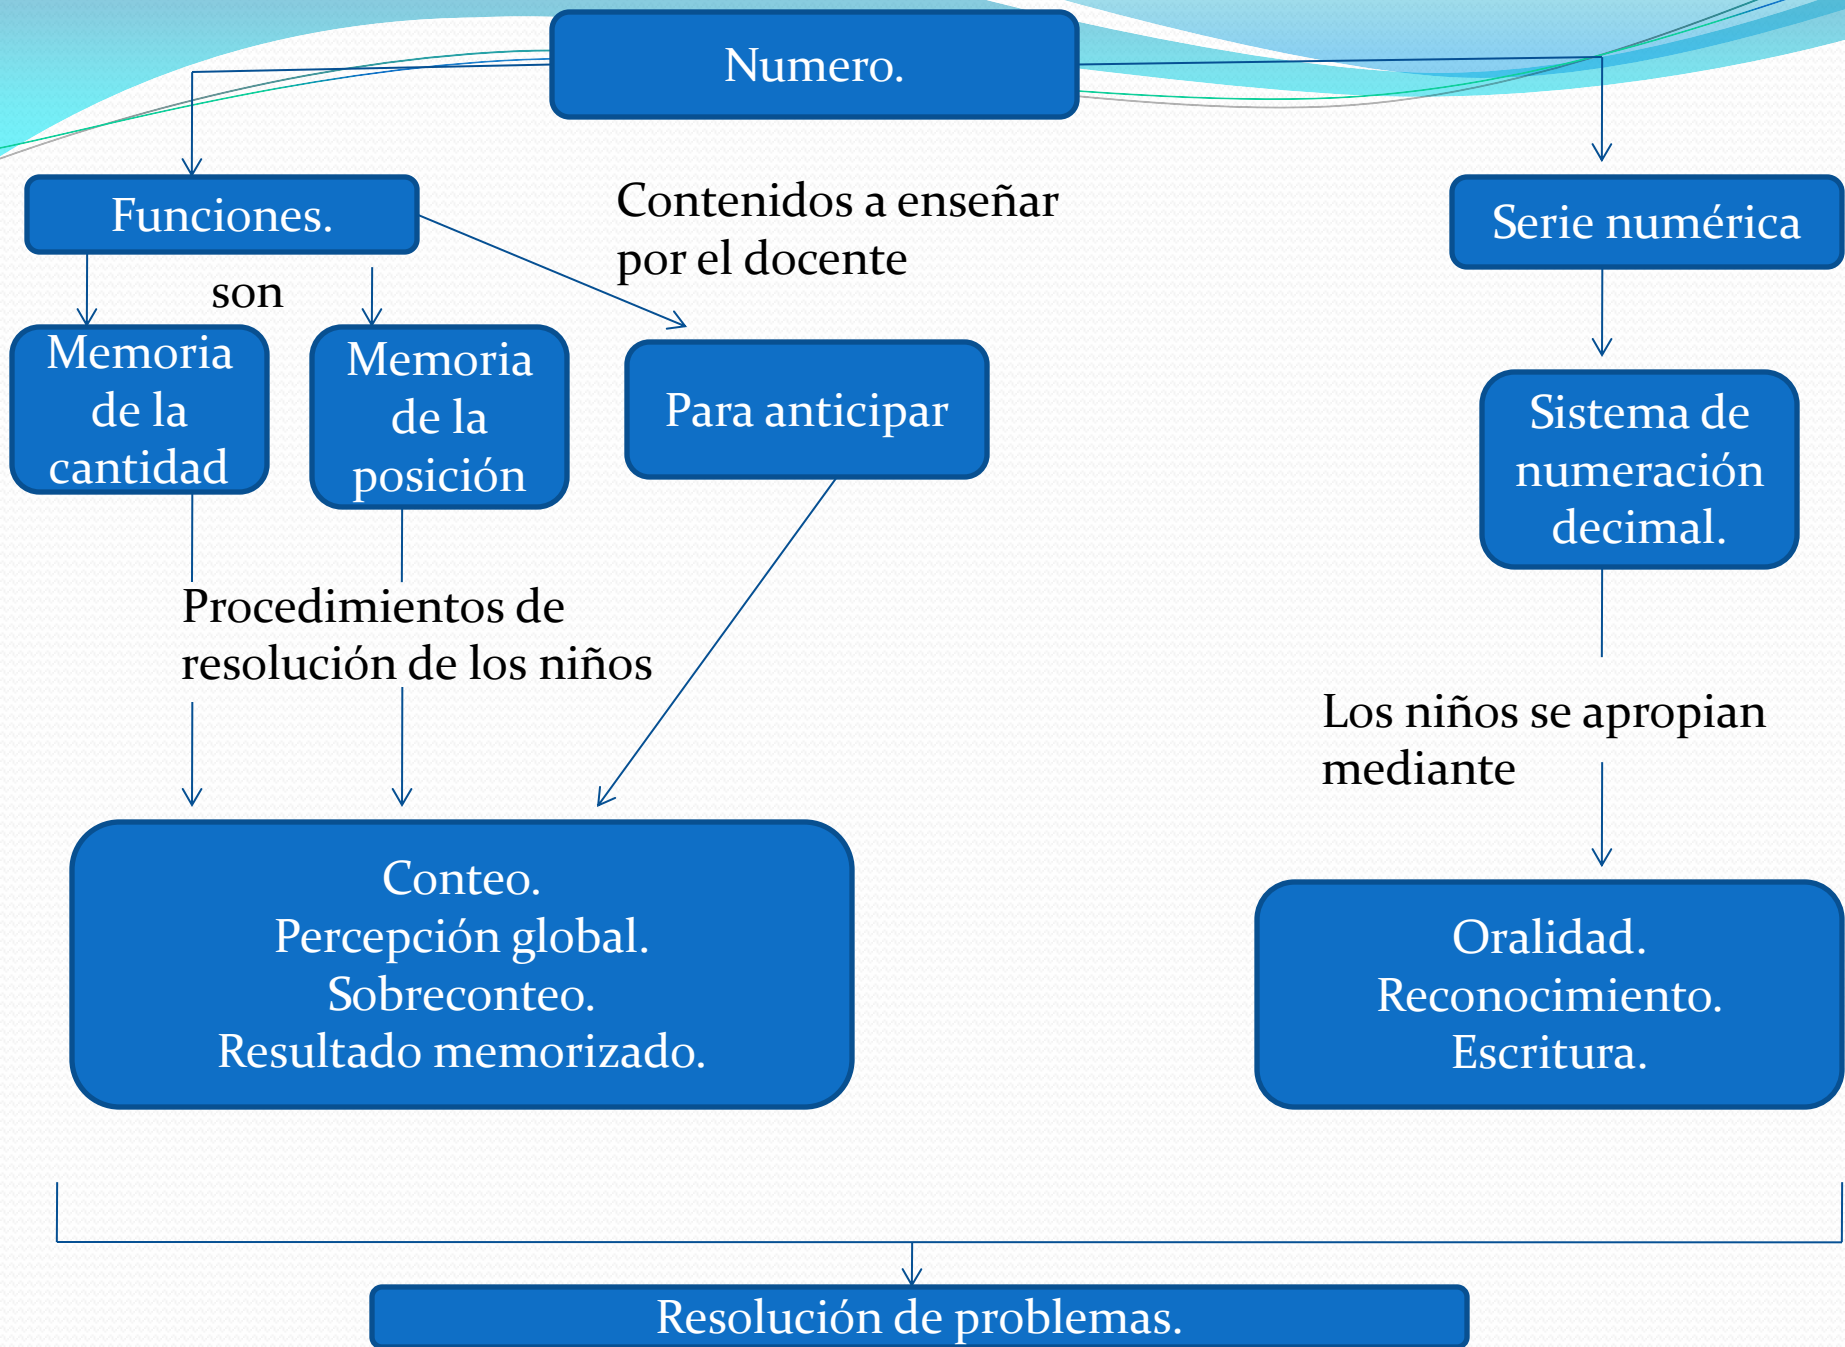 Numero.
Funciones.
Contenidos a enseñar
por el docente
Serie numérica
son
Memoria
de la
cantidad
Memoria
de la
posición
Para anticipar
Sistema de
numeración
decimal.
Procedimientos de
resolución de los niños
Los niños se apropian
mediante
Conteo.
Percepción global.
Sobreconteo.
Resultado memorizado.
Oralidad.
Reconocimiento.
Escritura.
Resolución de problemas.